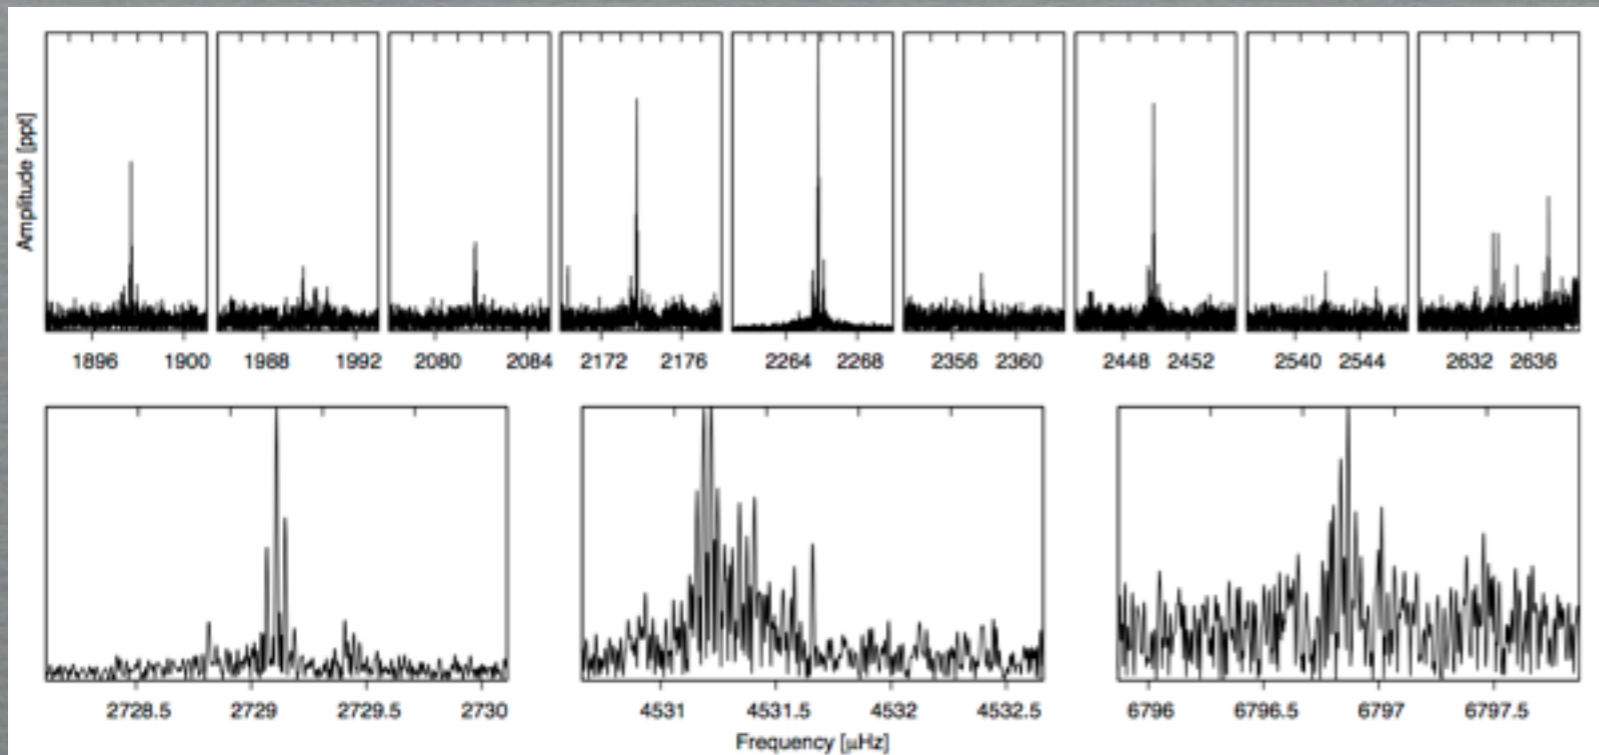 Amplitude [ppt]
1896 1900 1988 1992 2080 2084 2172 2176 2264 2268 2356 2360 2448 2452 2540 2544 2632 2636
2728.5 2729 2729.5 2730 4531 4531.5 4532 4532.5 6796 6796.5 6797 6797.5
Frequency [μHz]